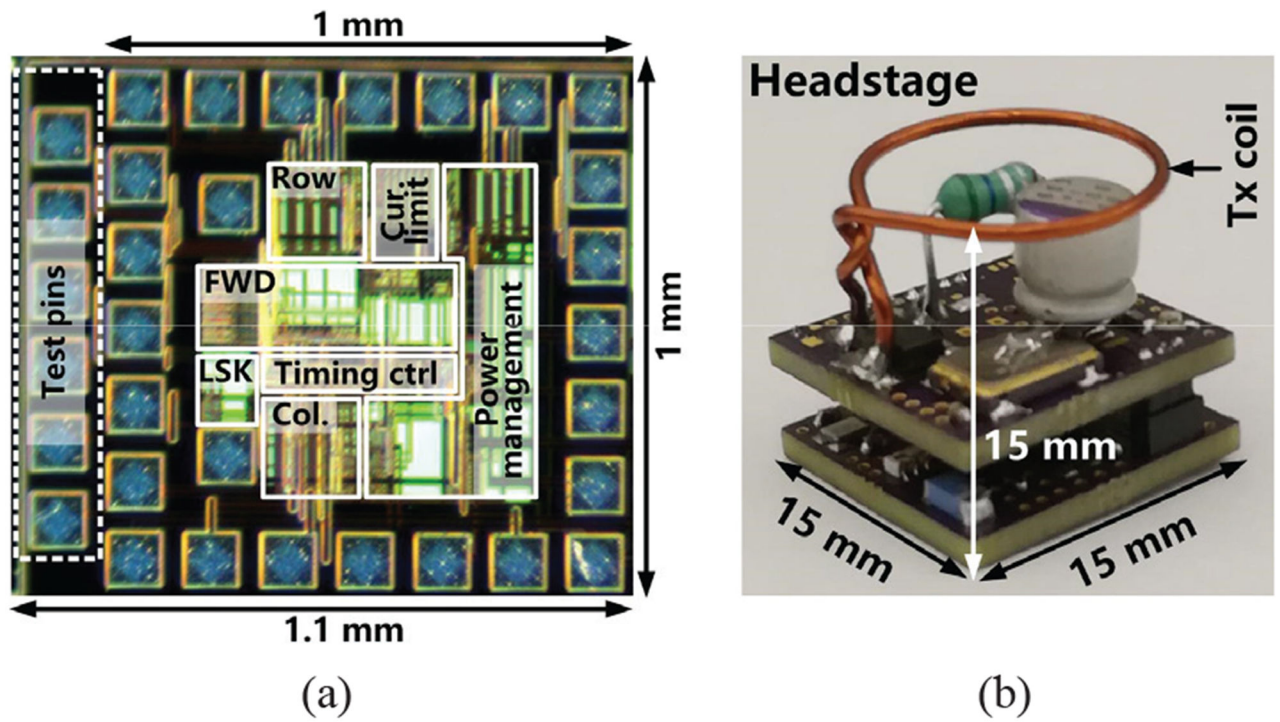 1 mm
Test pins
Row
Cur.
limit
FWD
LSK
Timing ctrl
Col.
Power
management
1 mm
1.1 mm
(a)
Headstage
Tx coil
15 mm
15 mm
15 mm
(b)